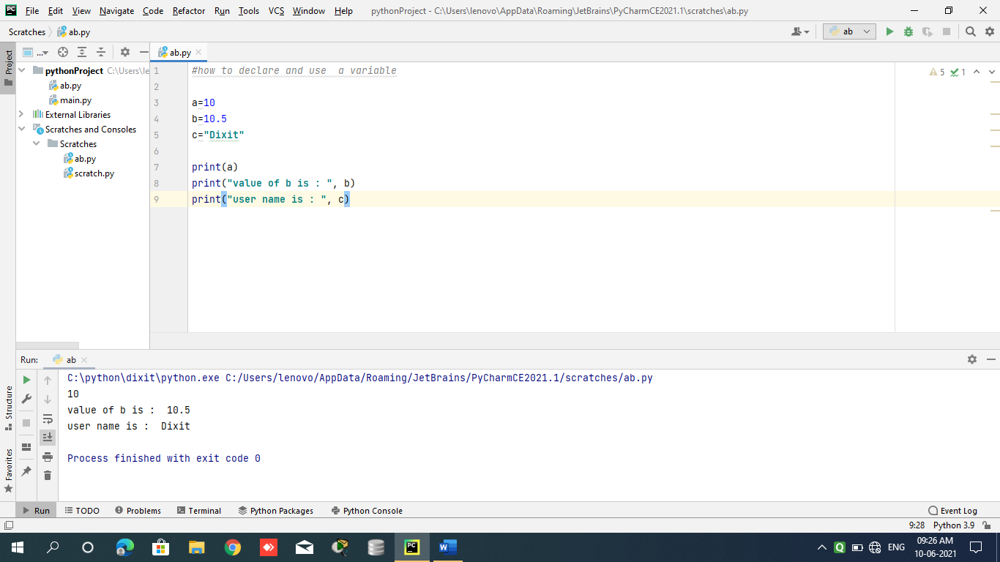 PC File Edit View Navigate Code Refactor Run Tools VCS Window Help pythonProject - C:\Users\lenovo\AppData\Roaming\JetBrains\PyCharmCE2021.1\scratches\ab.py
Scratches ab.py ab
Project
... ab.py
pythonProject C:\Users\le
ab.py
main.py
External Libraries
Scratches and Consoles
Scratches
ab.py
scratch.py
1 #how to declare and use  a variable
2
3 a=10
4 b=10.5
5 c="Dixit"
6
7 print(a)
8 print("value of b is : ", b)
9 print("user name is : ", c)
5 1
Run: ab
C:\python\dixit\python.exe C:/Users/lenovo/AppData/Roaming/JetBrains/PyCharmCE2021.1/scratches/ab.py
10
value of b is :  10.5
user name is :  Dixit
Process finished with exit code 0
Structure
Favorites
Run TODO Problems Terminal Python Packages Python Console Event Log
9:28 Python 3.9
PC W Q ENG 09:26 AM
10-06-2021